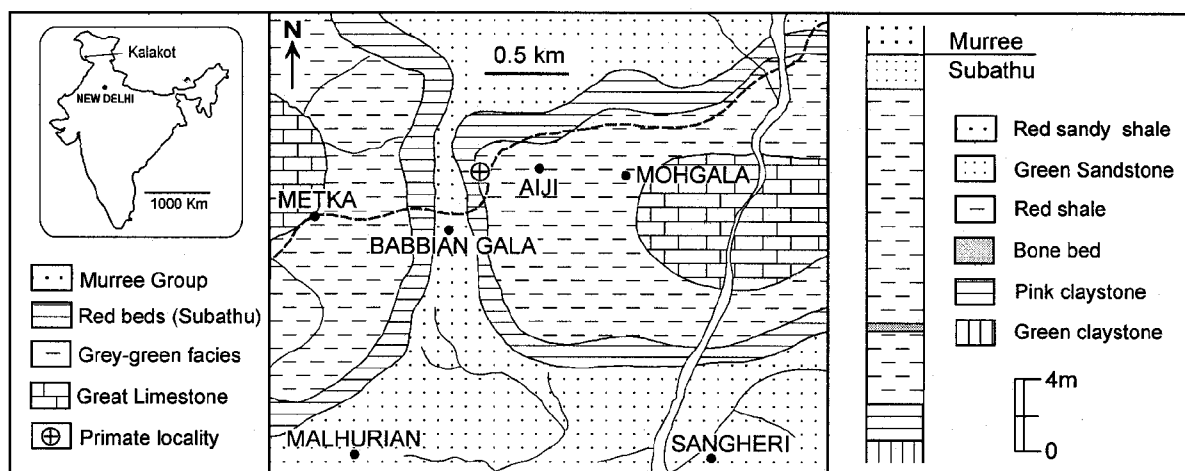 Kalakot
NEW DELHI
1000 Km
Murree Group
Red beds (Subathu)
Grey-green facies
Great Limestone
Primate locality
N
0.5 km
METKA
AIJI
MOHGALA
BABBIAN GALA
MALHURIAN
SANGHERI
Murree
Subathu
Red sandy shale
Green Sandstone
Red shale
Bone bed
Pink claystone
Green claystone
4m
0